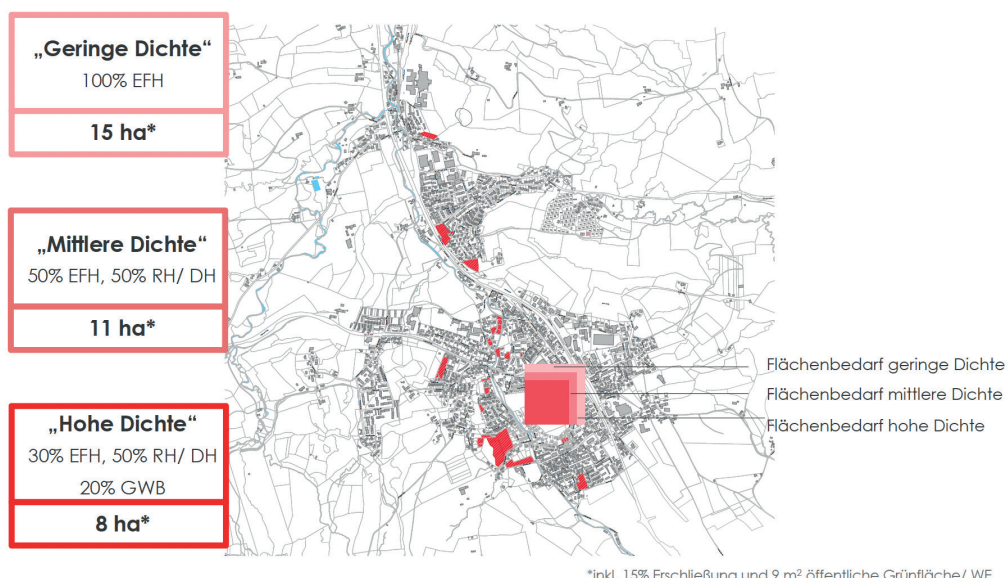 „Geringe Dichte“
100% EFH
15 ha*
„Mittlere Dichte“
50% EFH, 50% RH/ DH
11 ha*
„Hohe Dichte“
30% EFH, 50% RH/ DH
20% GWB
8 ha*
Flächenbedarf geringe Dichte
Flächenbedarf mittlere Dichte
Flächenbedarf hohe Dichte
*inkl. 15% Erschließung und 9 m² öffentliche Grünfläche/ WE